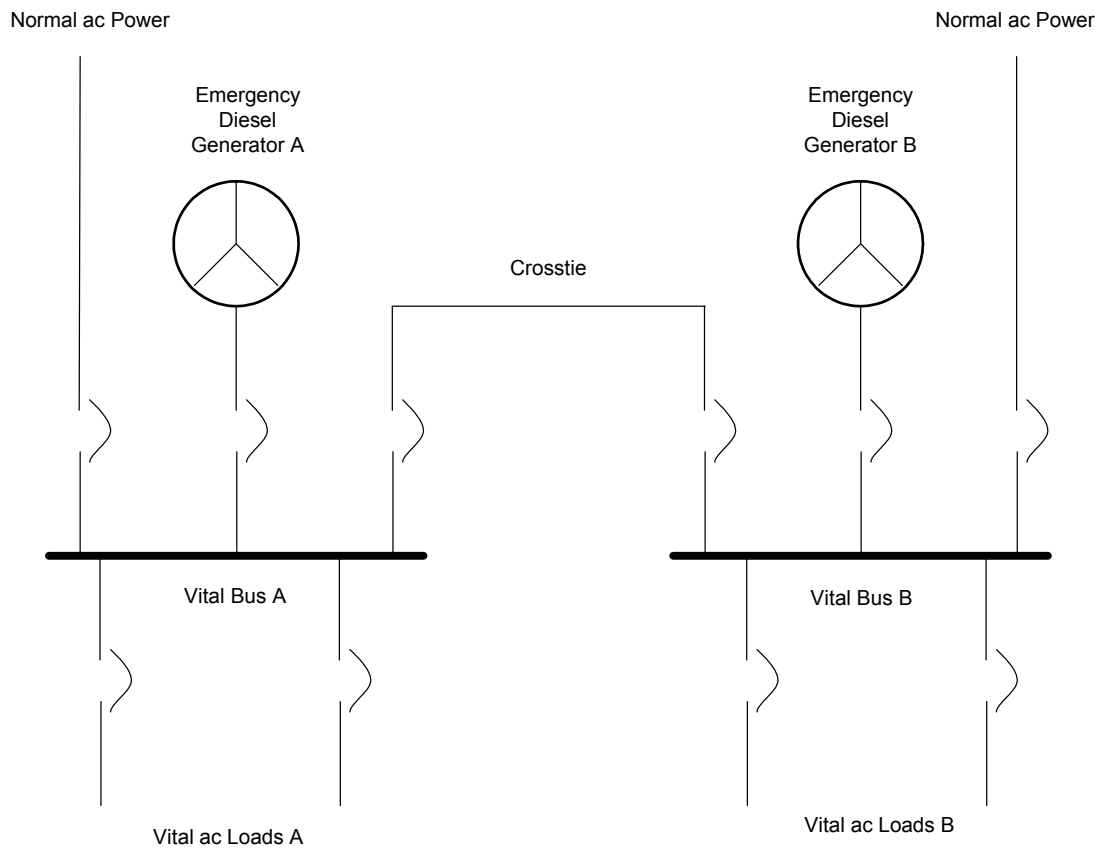 Normal ac Power
Normal ac Power
Emergency
Diesel
Generator A
Emergency
Diesel
Generator B
Crosstie
Vital Bus A
Vital Bus B
Vital ac Loads A
Vital ac Loads B